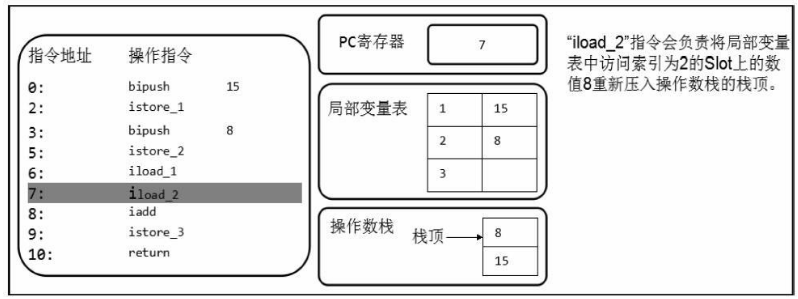 指令地址 操作指令
0: bipush 15
2: istore_1
3: bipush 8
5: istore_2
6: iload_1
7: iload_2
8: iadd
9: istore_3
10: return
PC寄存器 7
局部变量表 1 15
2 8
3
操作数栈 栈顶 8
15
“iload_2”指令会负责将局部变量
表中访问索引为2的Slot上的数
值8重新压入操作数栈的栈顶。